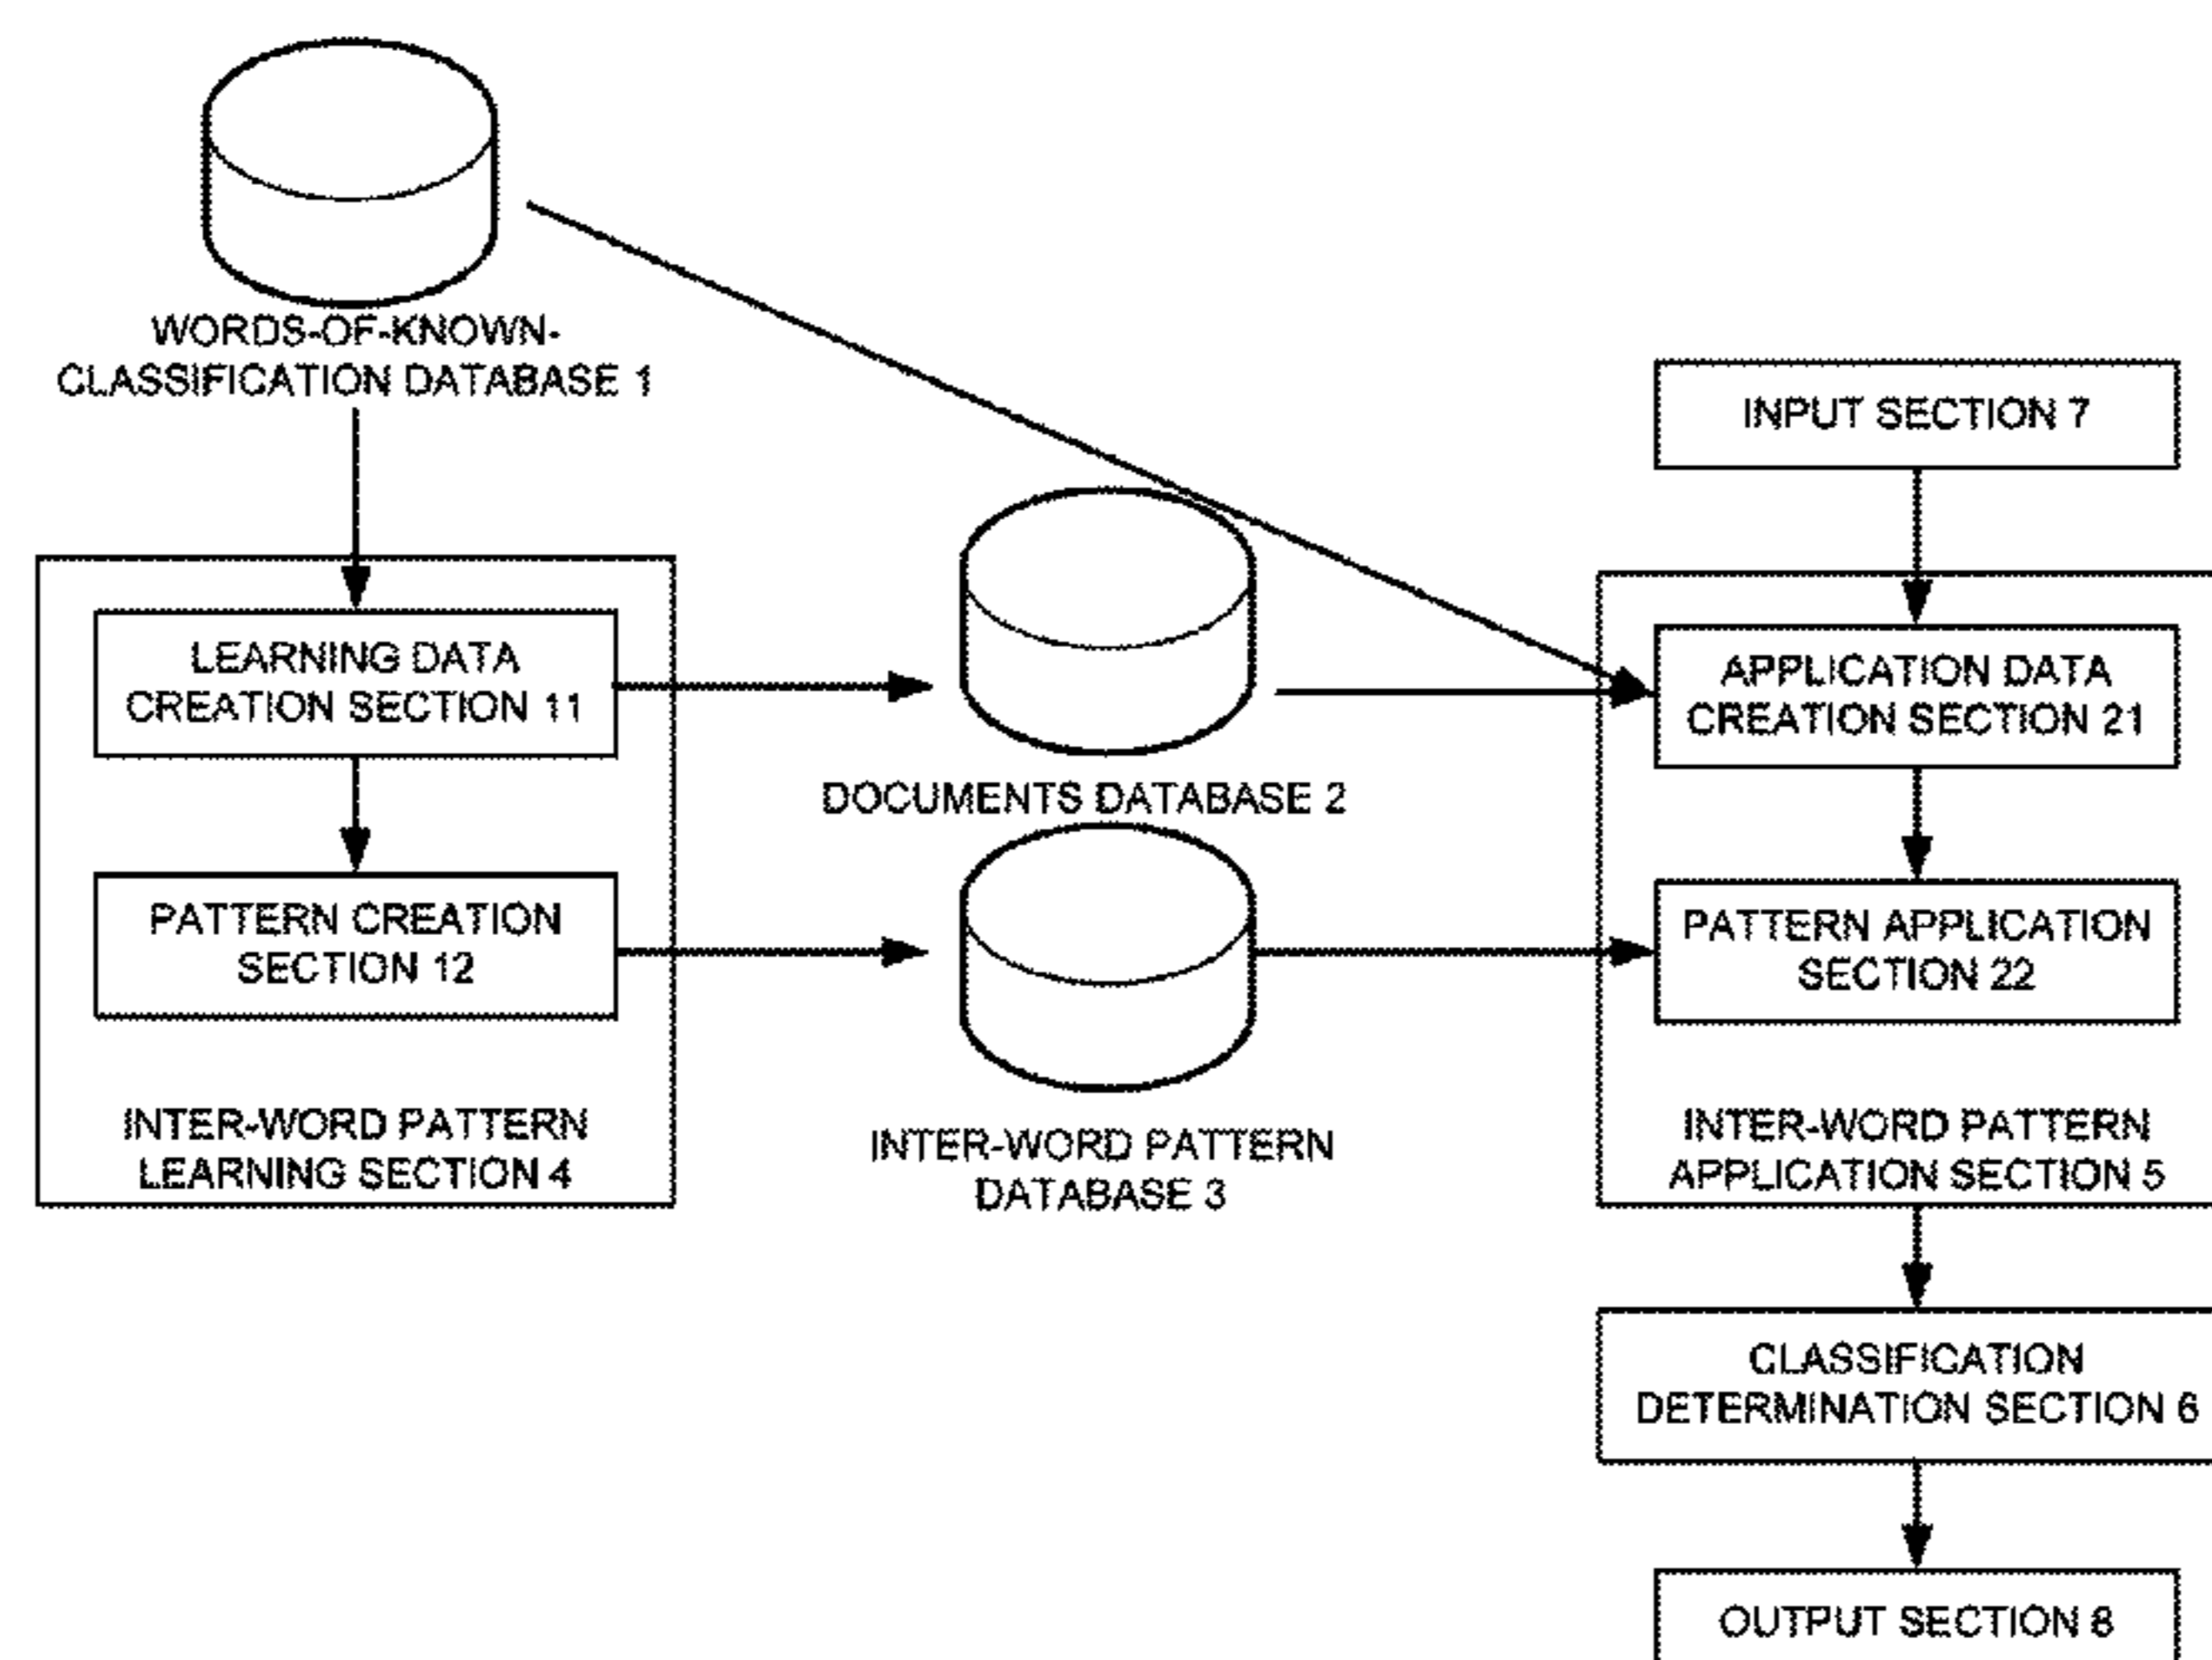 WORDS-OF-KNOWN-
CLASSIFICATION DATABASE 1
INPUT SECTION 7
LEARNING DATA
CREATION SECTION 11
APPLICATION DATA
CREATION SECTION 21
DOCUMENTS DATABASE 2
PATTERN CREATION
SECTION 12
PATTERN APPLICATION
SECTION 22
INTER-WORD PATTERN
LEARNING SECTION 4
INTER-WORD PATTERN
DATABASE 3
INTER-WORD PATTERN
APPLICATION SECTION 5
CLASSIFICATION
DETERMINATION SECTION 6
OUTPUT SECTION 8